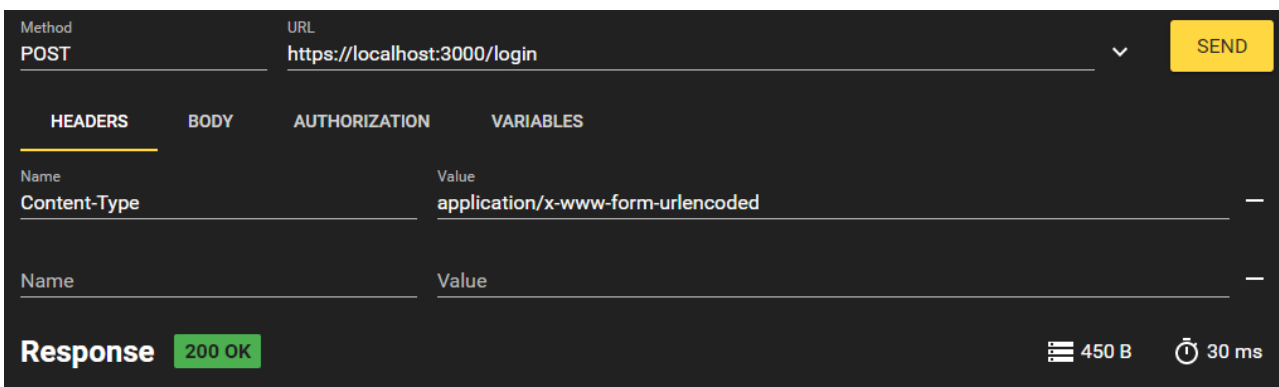 Method URL
POST https://localhost:3000/login SEND
HEADERS BODY AUTHORIZATION VARIABLES
Name Value
Content-Type application/x-www-form-urlencoded
Name Value
Response 200 OK 450 B 30 ms